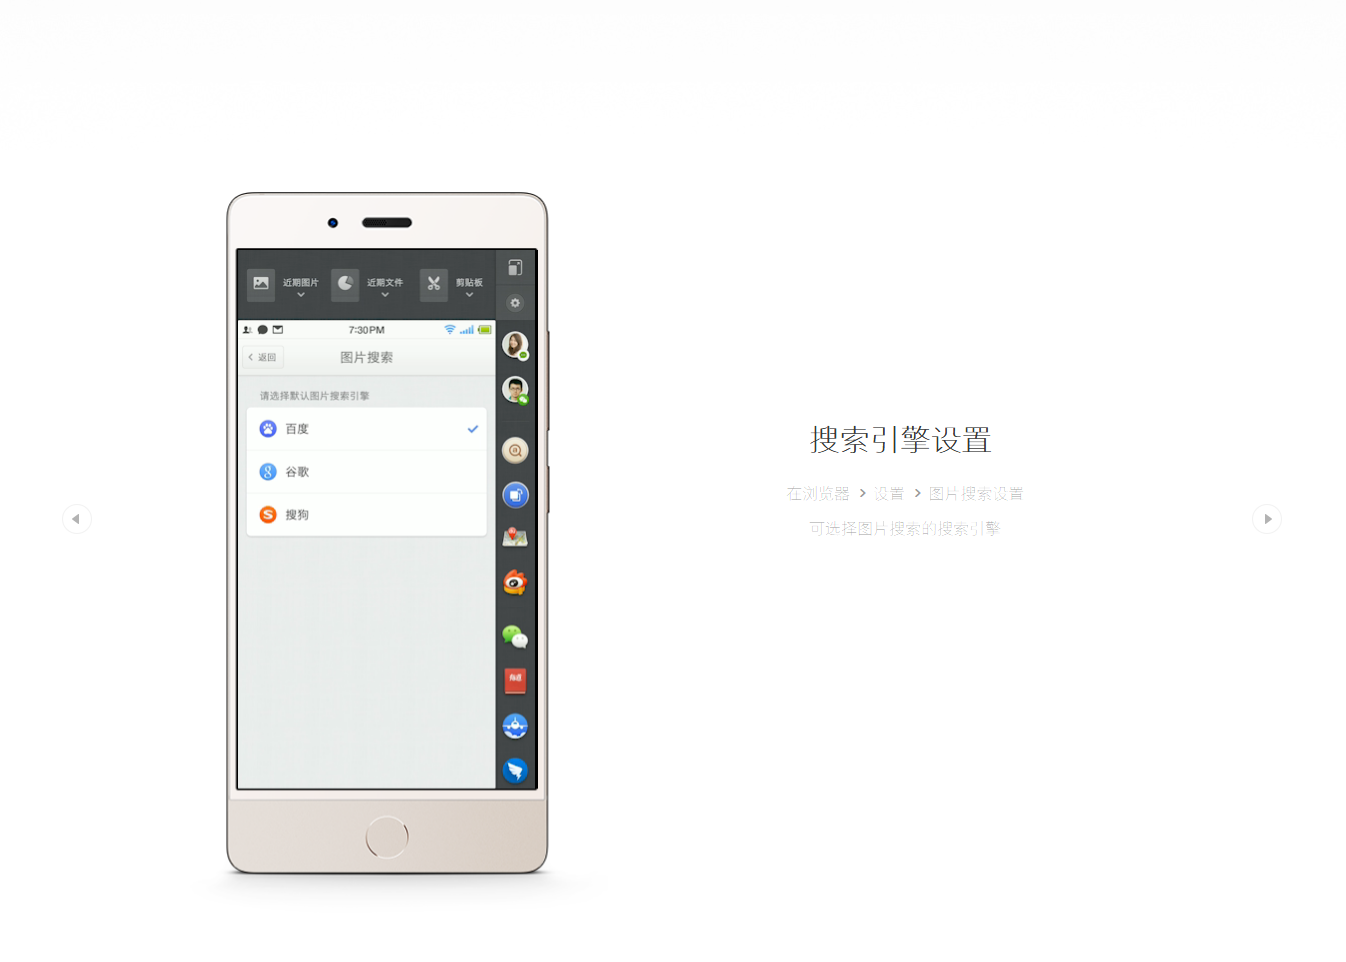 近期图片 近期文件 剪贴板
7:30PM
返回 图片搜索
请选择默认图片搜索引擎
百度
谷歌
搜狗
搜索引擎设置
在浏览器 > 设置 > 图片搜索设置
可选择图片搜索的搜索引擎